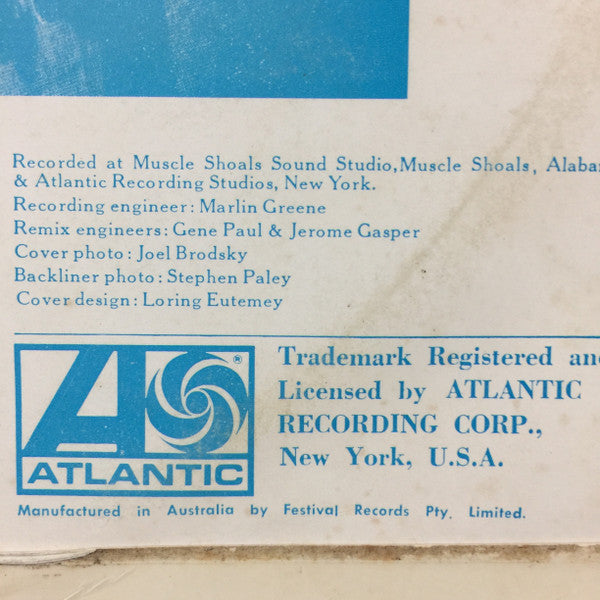 Recorded at Muscle Shoals Sound Studio,Muscle Shoals, Alabam
& Atlantic Recording Studios, New York.
Recording engineer: Marlin Greene
Remix engineers: Gene Paul & Jerome Gasper
Cover photo: Joel Brodsky
Backliner photo: Stephen Paley
Cover design: Loring Eutemey
A
®
ATLANTIC
Trademark Registered and
Licensed by ATLANTIC
RECORDING CORP.,
New York, U.S.A.
Manufactured in Australia by Festival Records Pty. Limited.